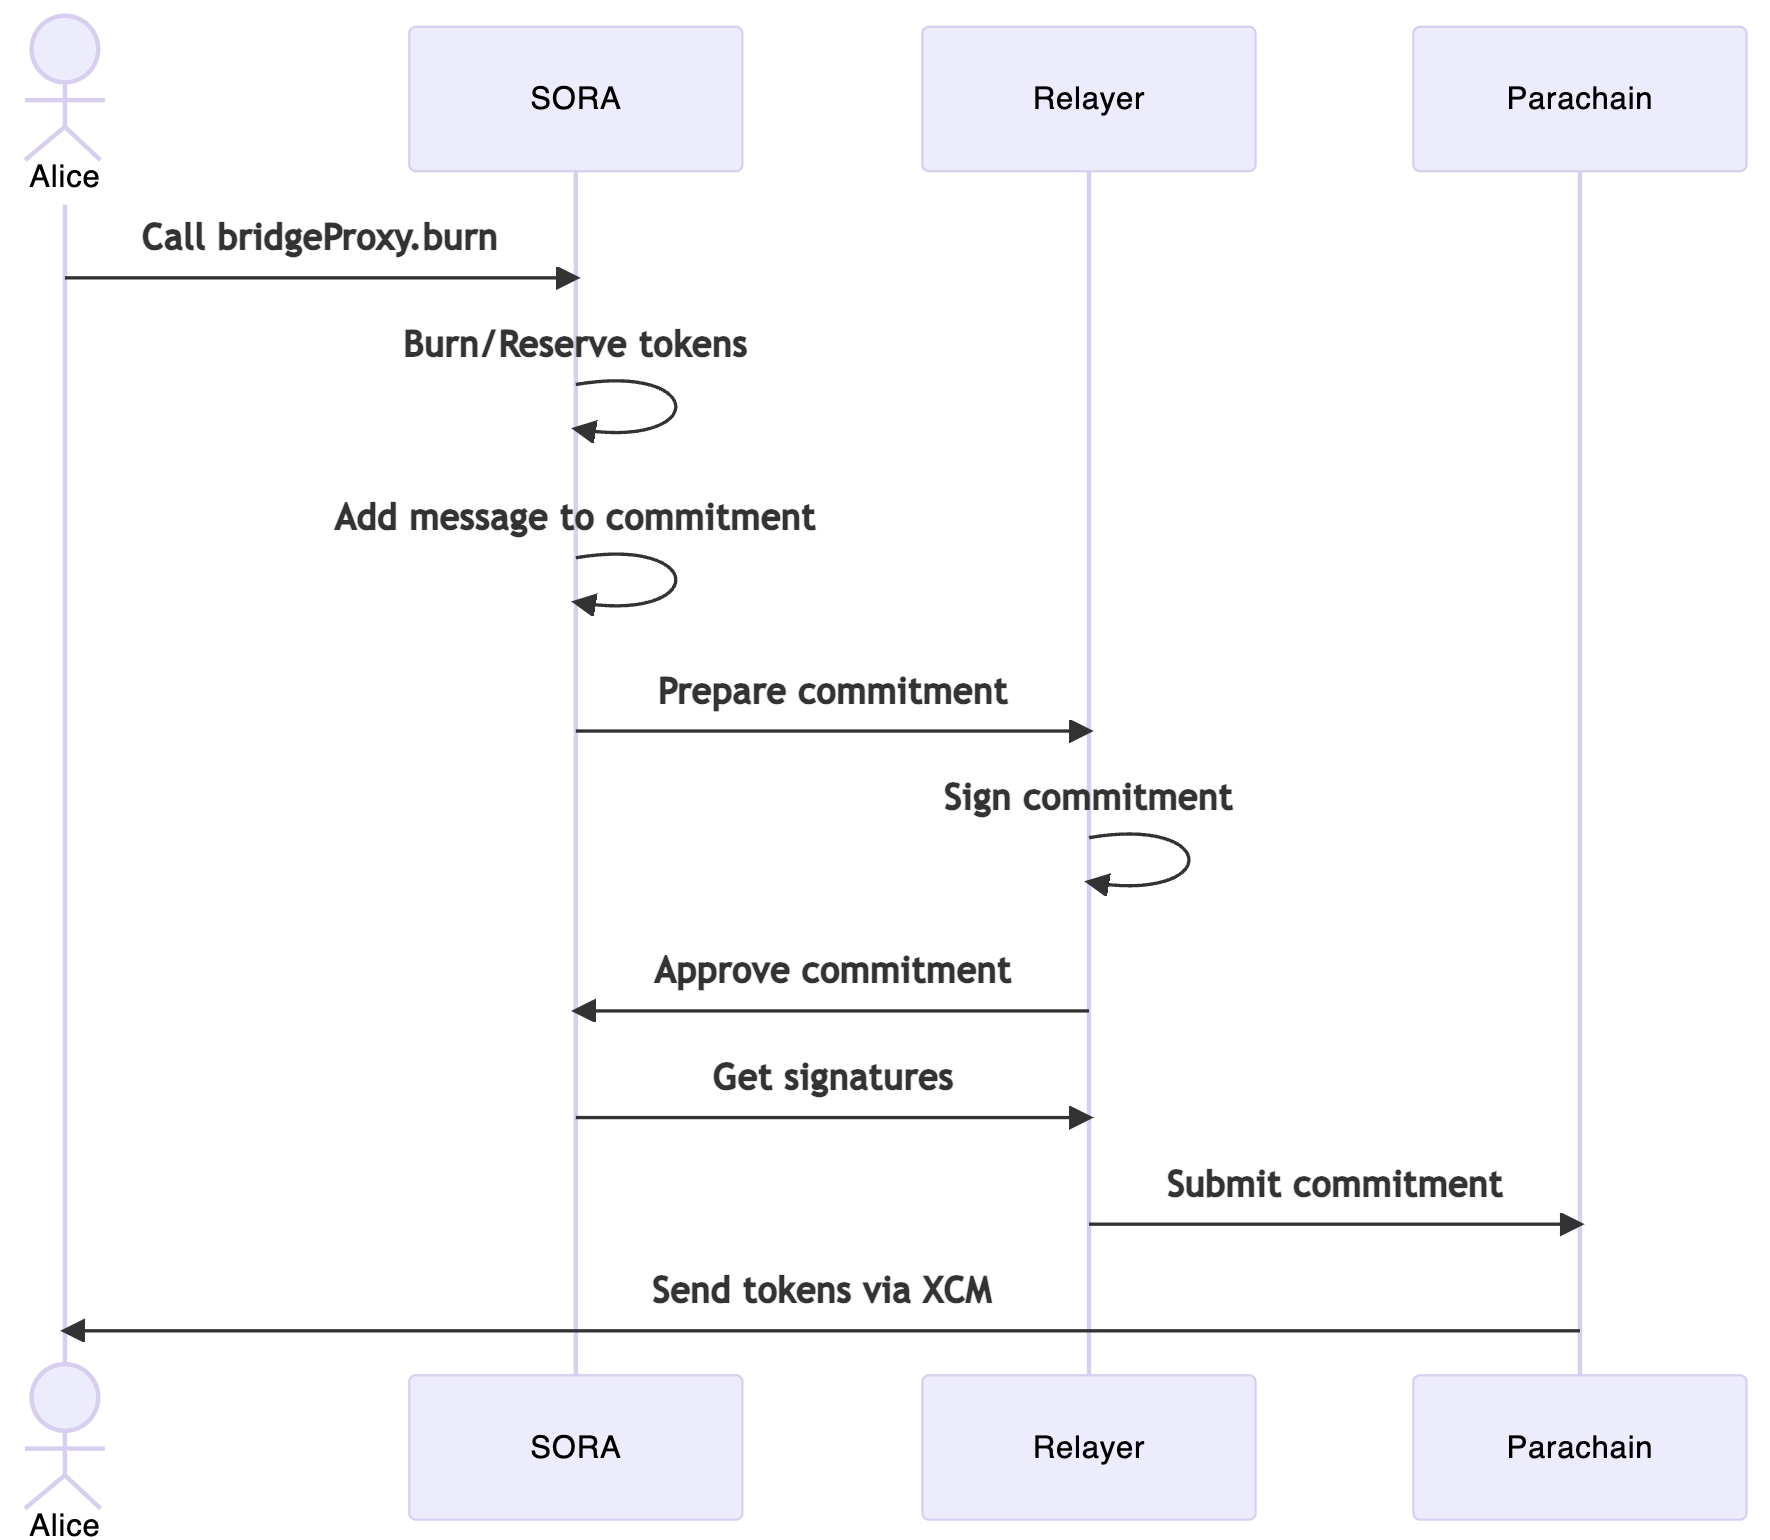 SORA
Relayer
Parachain
Alice
Call bridgeProxy.burn
Burn/Reserve tokens
Add message to commitment
Prepare commitment
Sign commitment
Approve commitment
Get signatures
Submit commitment
Send tokens via XCM
SORA
Relayer
Parachain
Alice